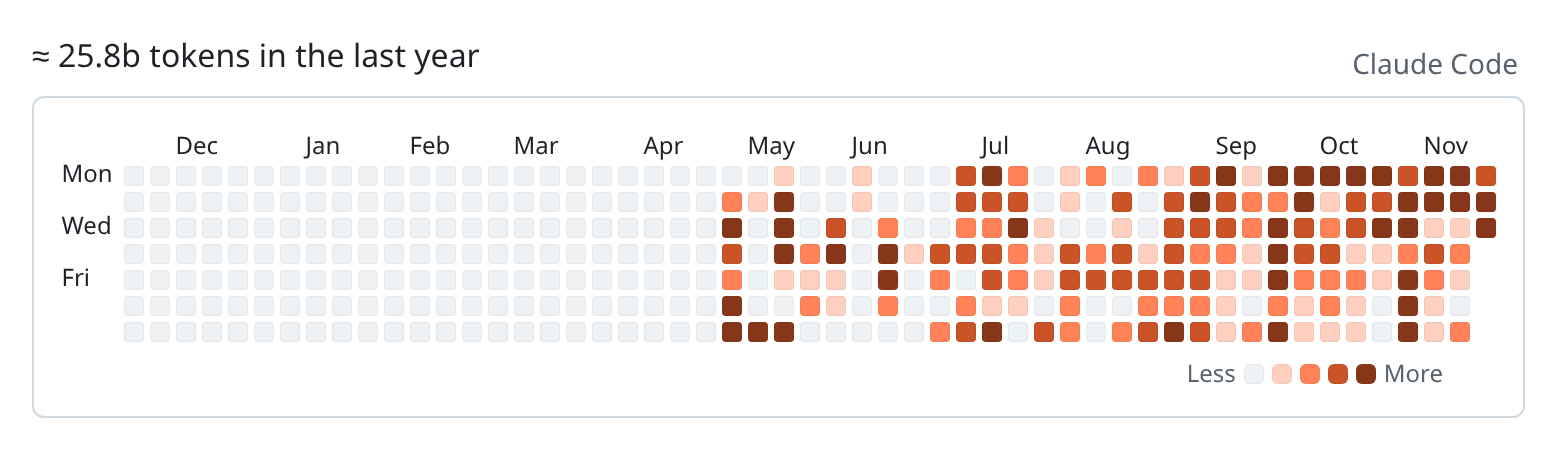 ≈ 25.8b tokens in the last year
Claude Code
Dec Jan Feb Mar Apr May Jun Jul Aug Sep Oct Nov
Mon
Wed
Fri
Less More